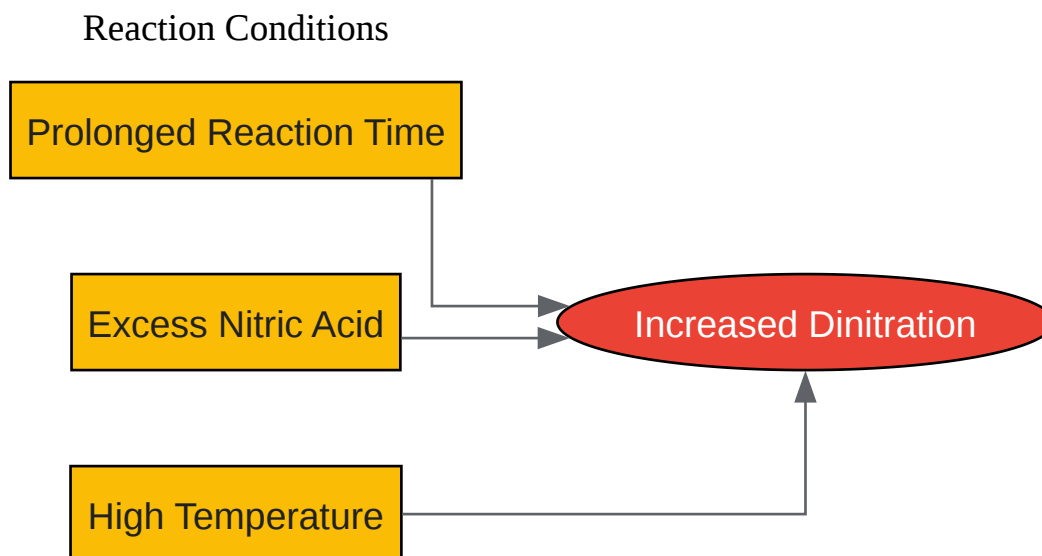 Reaction Conditions
Prolonged Reaction Time
Excess Nitric Acid
Increased Dinitration
High Temperature